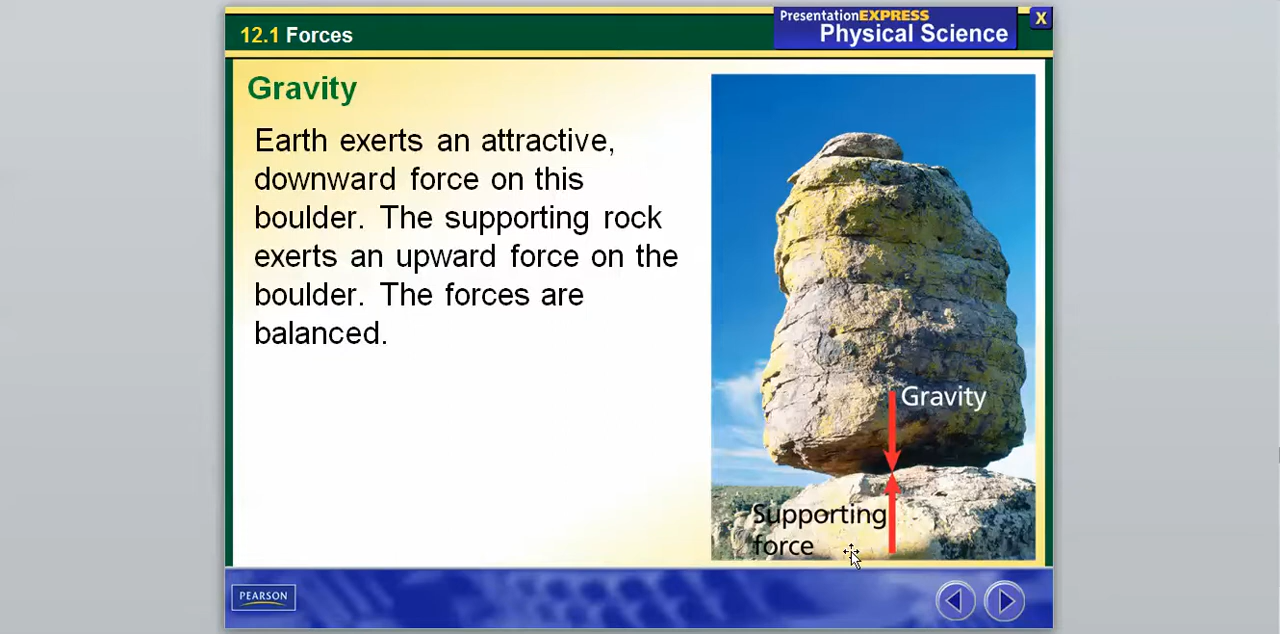 12.1 Forces
PresentationEXPRESS
Physical Science
X
Gravity
Earth exerts an attractive,
downward force on this
boulder. The supporting rock
exerts an upward force on the
boulder. The forces are
balanced.
Gravity
Supporting
force
PEARSON